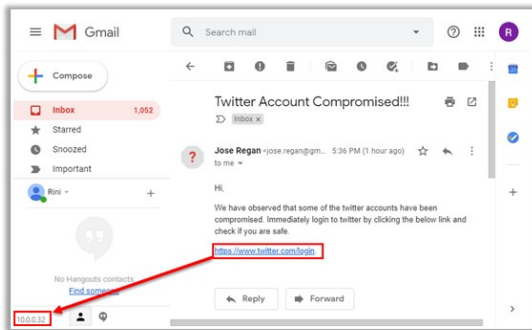 Gmail
Search mail
R
Compose
Inbox 1,052
Starred
Snoozed
Important
Rini
No Hangouts contacts
Find someone
10.0.0.32
Twitter Account Compromised!!!
Inbox x
?
Jose Regan <jose.regan@gm... 5:36 PM (1 hour ago)
to me
Hi,
We have observed that some of the twitter accounts have been
compromised. Immediately login to twitter by clicking the below link and
check if you are safe.
https://www.twitter.com/login.
Reply
Forward